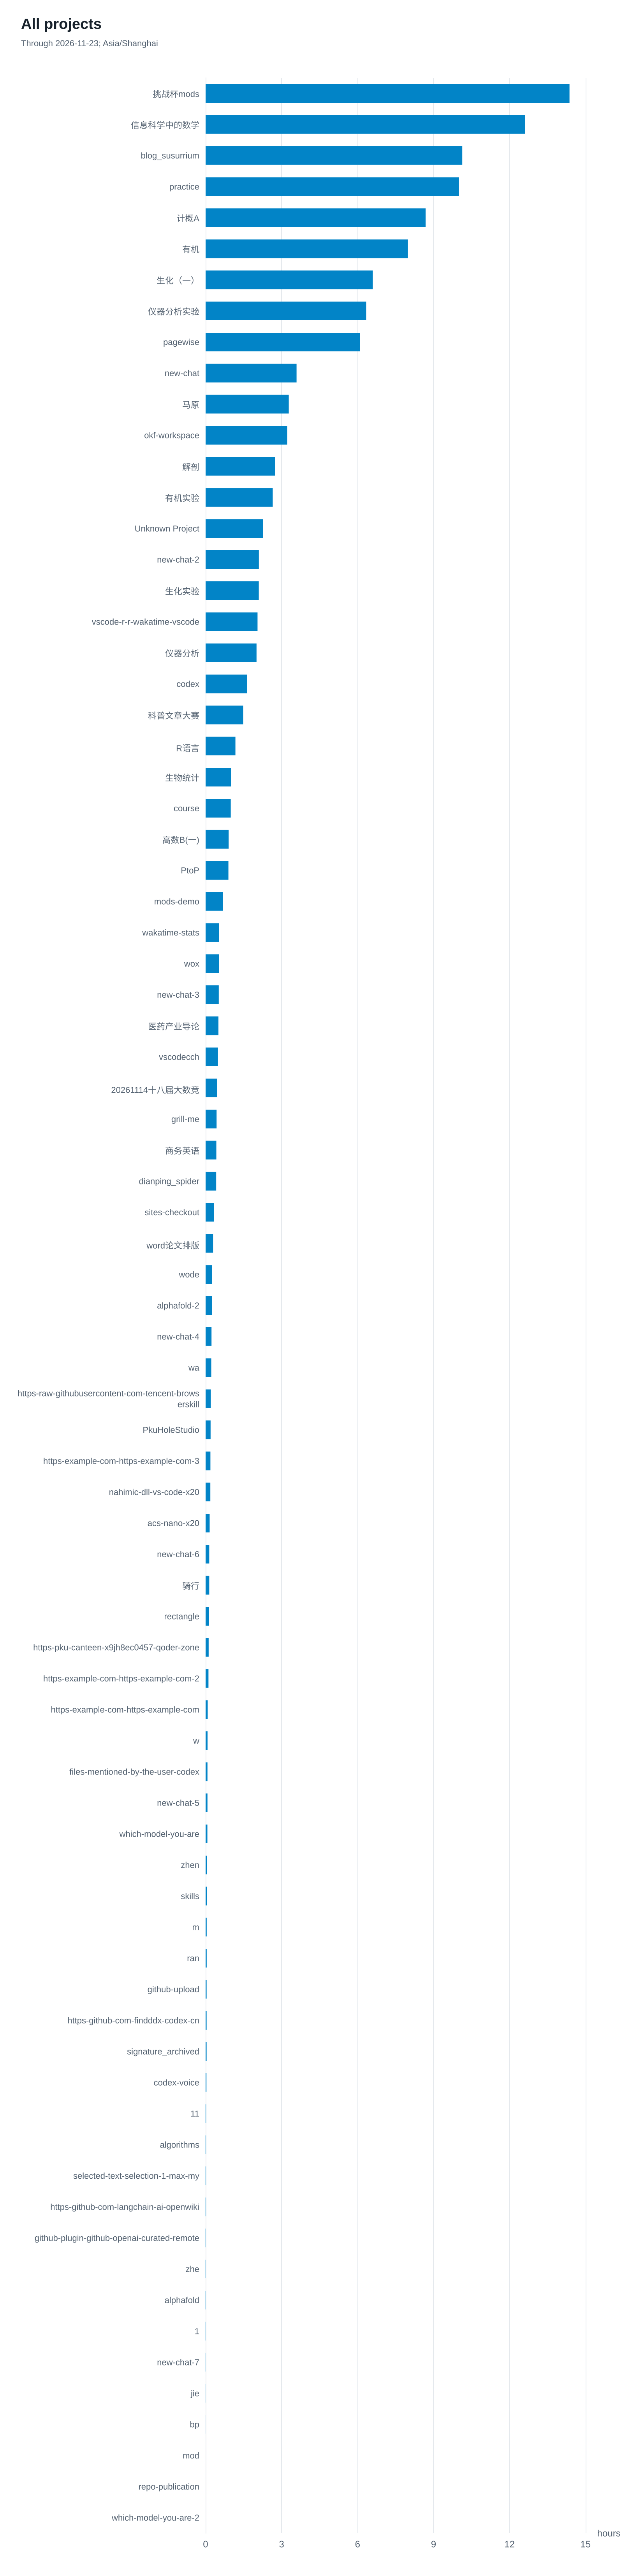 All projects
Through 2026-11-23; Asia/Shanghai
挑战杯mods
信息科学中的数学
blog_susurrium
practice
计概A
有机
生化（一）
仪器分析实验
pagewise
new-chat
马原
okf-workspace
解剖
有机实验
Unknown Project
new-chat-2
生化实验
vscode-r-r-wakatime-vscode
仪器分析
codex
科普文章大赛
R语言
生物统计
course
高数B(一)
PtoP
mods-demo
wakatime-stats
wox
new-chat-3
医药产业导论
vscodecch
20261114十八届大数竞
grill-me
商务英语
dianping_spider
sites-checkout
word论文排版
wode
alphafold-2
new-chat-4
wa
https-raw-githubusercontent-com-tencent-brows
erskill
PkuHoleStudio
https-example-com-https-example-com-3
nahimic-dll-vs-code-x20
acs-nano-x20
new-chat-6
骑行
rectangle
https-pku-canteen-x9jh8ec0457-qoder-zone
https-example-com-https-example-com-2
https-example-com-https-example-com
w
files-mentioned-by-the-user-codex
new-chat-5
which-model-you-are
zhen
skills
m
ran
github-upload
https-github-com-findddx-codex-cn
signature_archived
codex-voice
11
algorithms
selected-text-selection-1-max-my
https-github-com-langchain-ai-openwiki
github-plugin-github-openai-curated-remote
zhe
alphafold
1
new-chat-7
jie
bp
mod
repo-publication
which-model-you-are-2
hours
0 3 6 9 12 15